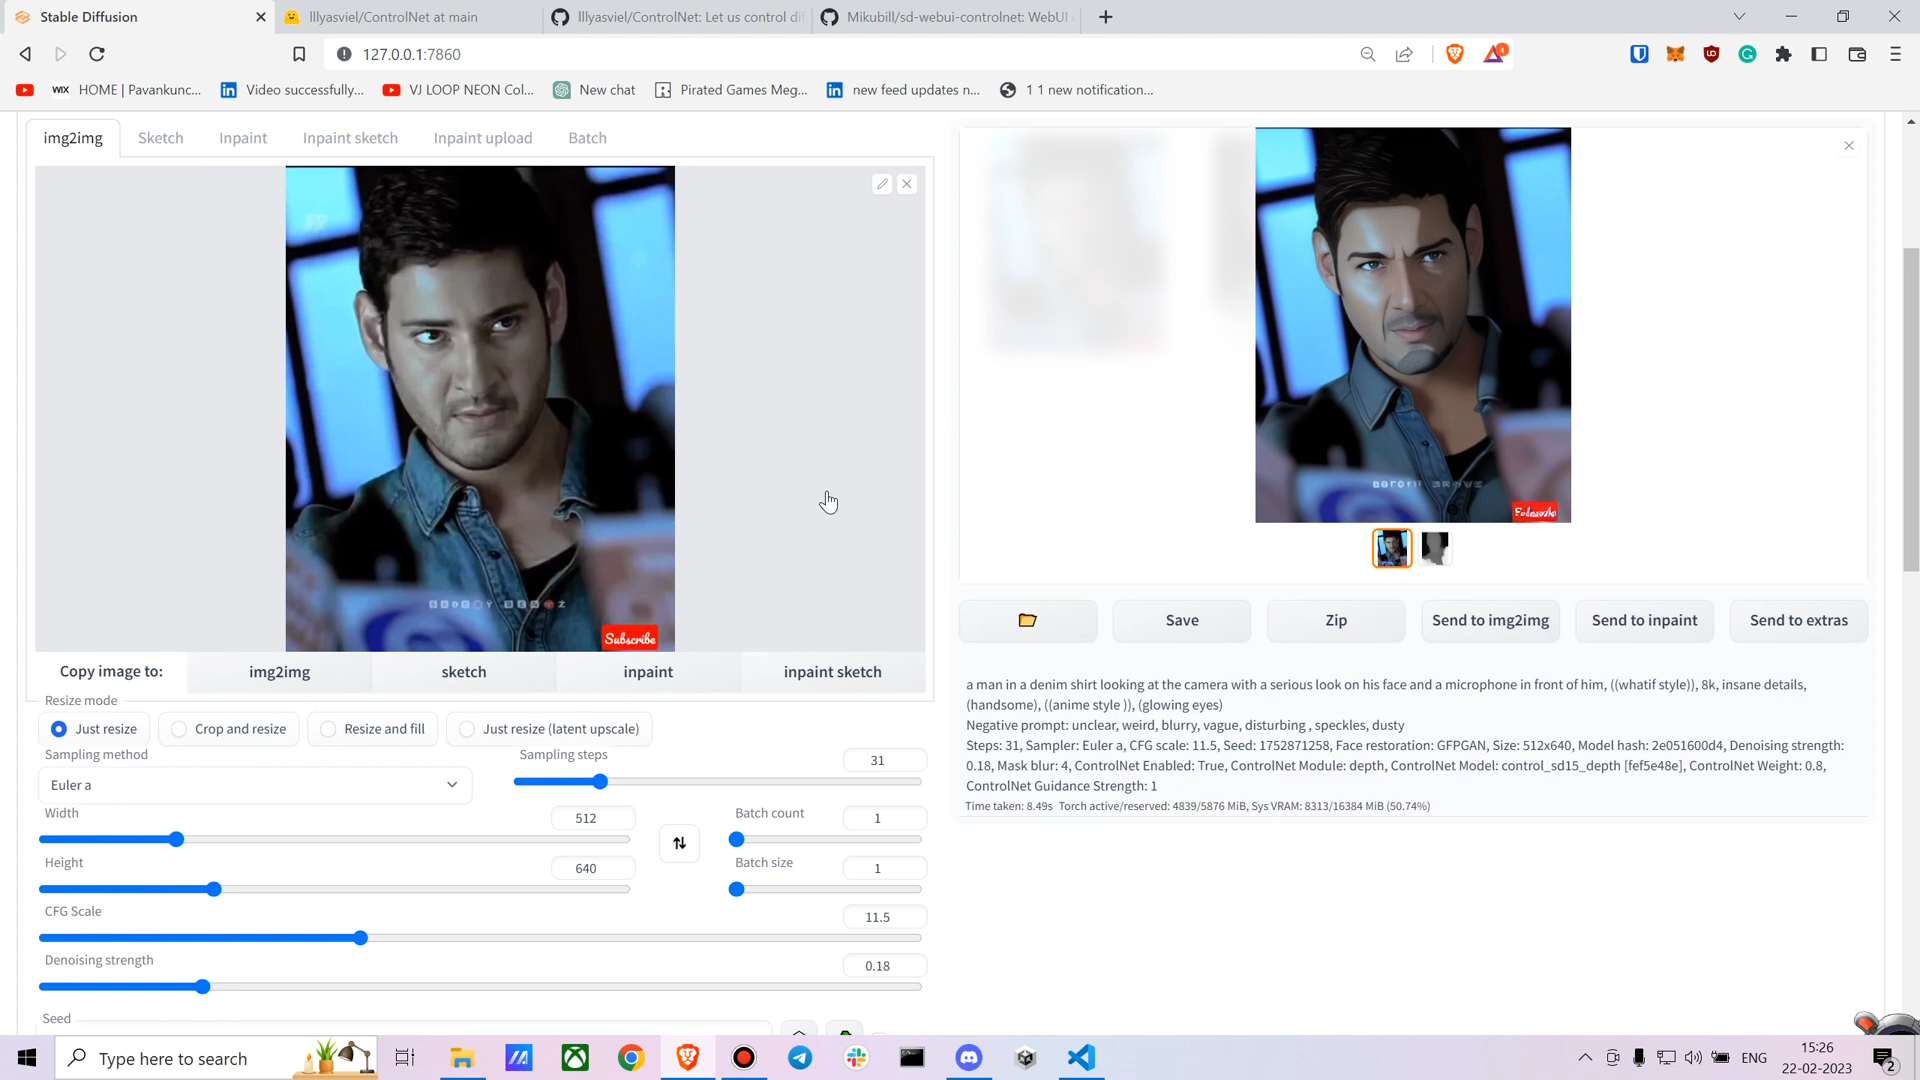 Stable Diffusion
lllyasviel/ControlNet at main
lllyasviel/ControlNet: Let us control dif
Mikubill/sd-webui-controlnet: WebUI
127.0.0.1:7860
4
WIX HOME | Pavankunc...
Video successfully...
VJ LOOP NEON Col...
New chat
Pirated Games Meg...
new feed updates n...
1 1 new notification...
img2img
Sketch
Inpaint
Inpaint sketch
Inpaint upload
Batch
Subscribe
Copy image to:
img2img
sketch
inpaint
inpaint sketch
Resize mode
Just resize
Crop and resize
Resize and fill
Just resize (latent upscale)
Sampling method
Euler a
Sampling steps
31
Width
512
Height
640
Batch count
1
Batch size
1
CFG Scale
11.5
Denoising strength
0.18
Seed
Save
Zip
Send to img2img
Send to inpaint
Send to extras
a man in a denim shirt looking at the camera with a serious look on his face and a microphone in front of him, ((whatif style)), 8k, insane details,
(handsome), ((anime style )), (glowing eyes)
Negative prompt: unclear, weird, blurry, vague, disturbing , speckles, dusty
Steps: 31, Sampler: Euler a, CFG scale: 11.5, Seed: 1752871258, Face restoration: GFPGAN, Size: 512x640, Model hash: 2e051600d4, Denoising strength:
0.18, Mask blur: 4, ControlNet Enabled: True, ControlNet Module: depth, ControlNet Model: control_sd15_depth [fef5e48e], ControlNet Weight: 0.8,
ControlNet Guidance Strength: 1
Time taken: 8.49s Torch active/reserved: 4839/5876 MiB, Sys VRAM: 8313/16384 MiB (50.74%)
Type here to search
ENG
15:26
22-02-2023
2